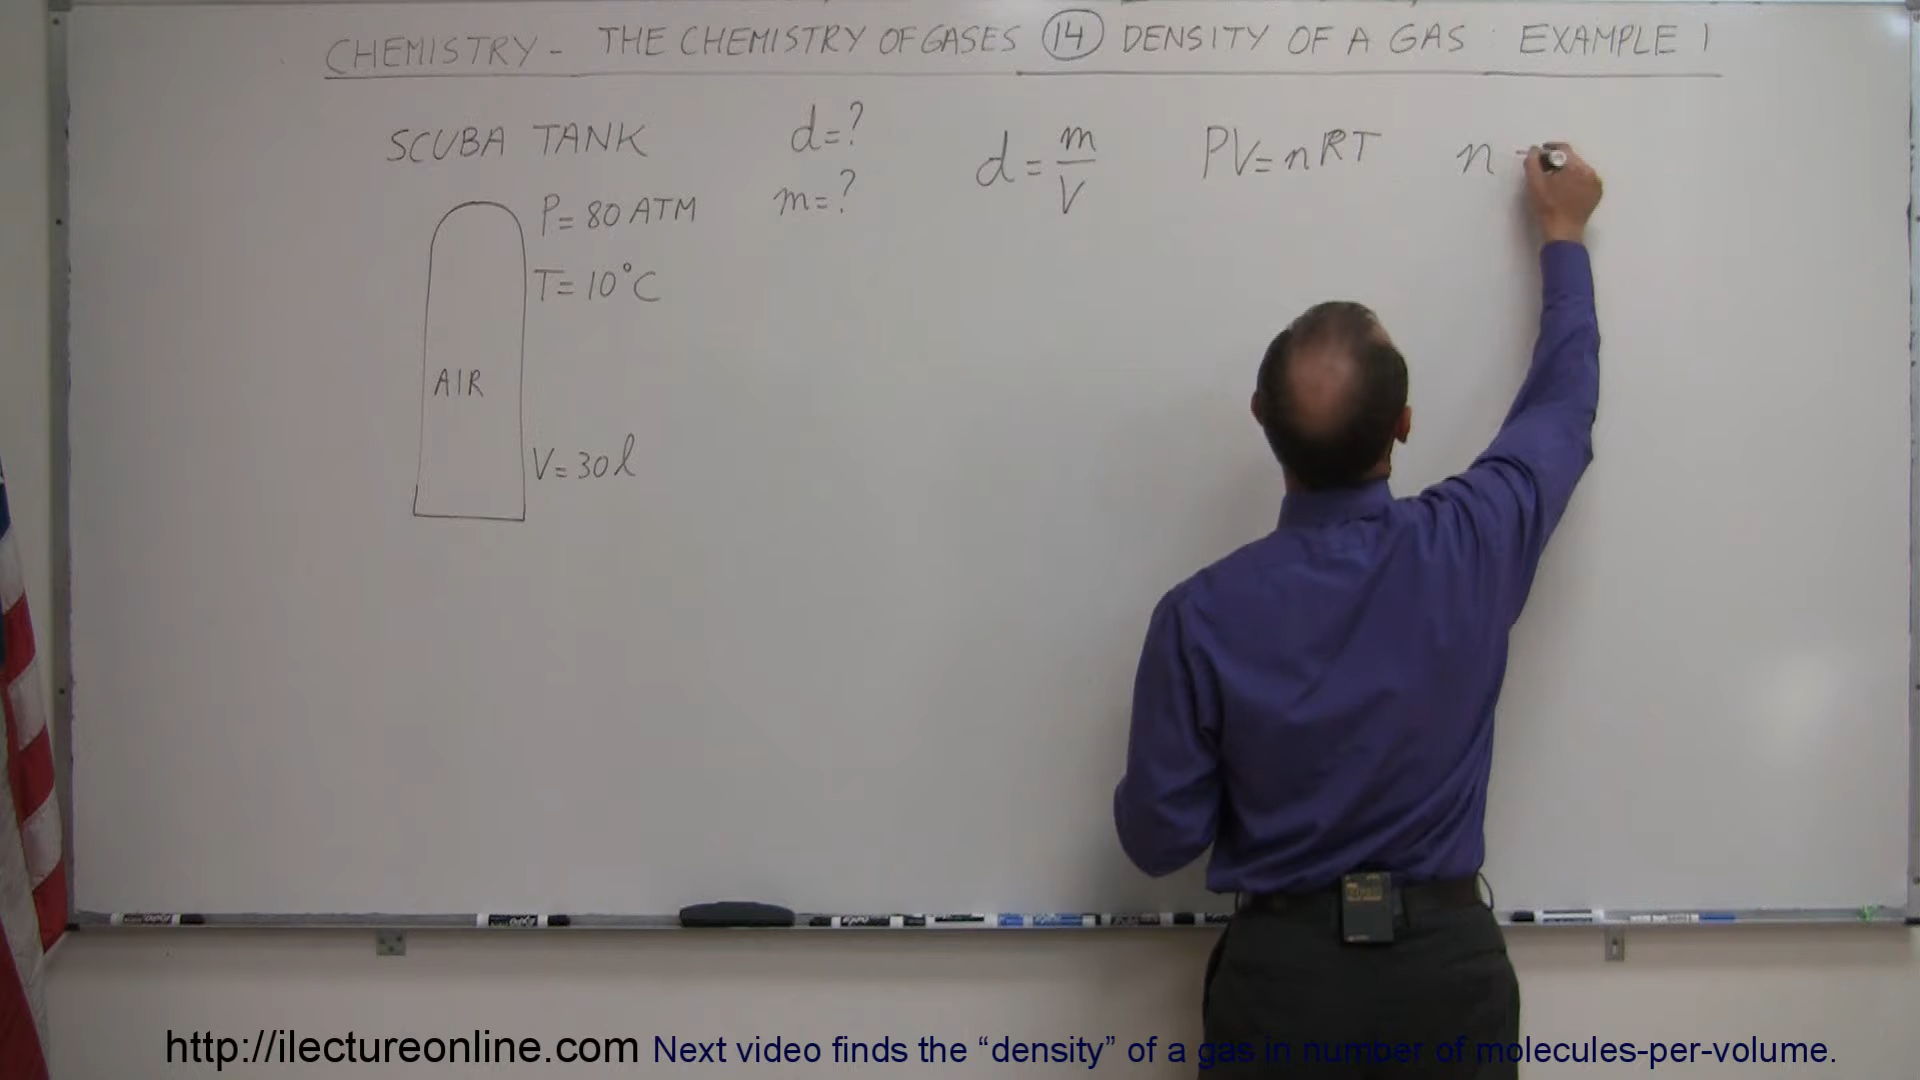 CHEMISTRY - THE CHEMISTRY OF GASES 14 DENSITY OF A GAS : EXAMPLE 1
SCUBA TANK
P = 80 ATM
T = 10°C
AIR
V = 30 l
d = ?
m = ?
d = m/V
PV = nRT
n
http://ilectureonline.com Next video finds the “density” of a gas in number of molecules-per-volume.